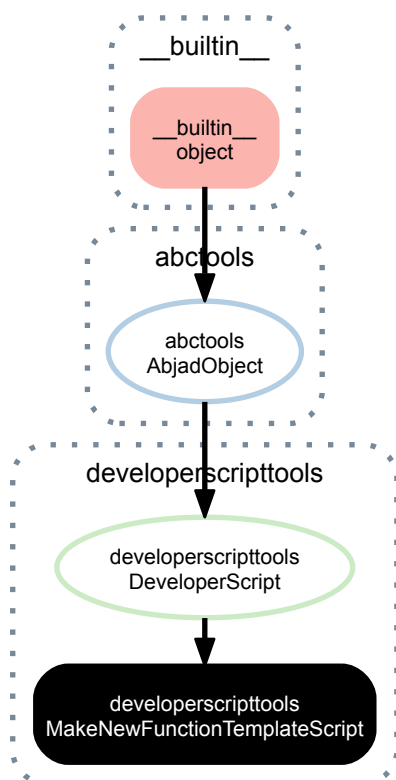 __builtin__
__builtin__
object
abctools
abctools
AbjadObject
developerscripttools
developerscripttools
DeveloperScript
developerscripttools
MakeNewFunctionTemplateScript